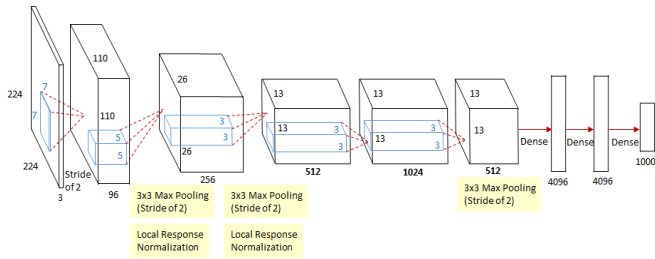 224
7
7
224
3
Stride
of 2
110
110
5
5
96
26
3
3
26
256
13
13
3
3
512
13
13
3
3
1024
13
13
512
Dense
Dense
Dense
4096
4096
1000
3x3 Max Pooling
(Stride of 2)
Local Response
Normalization
3x3 Max Pooling
(Stride of 2)
Local Response
Normalization
3x3 Max Pooling
(Stride of 2)